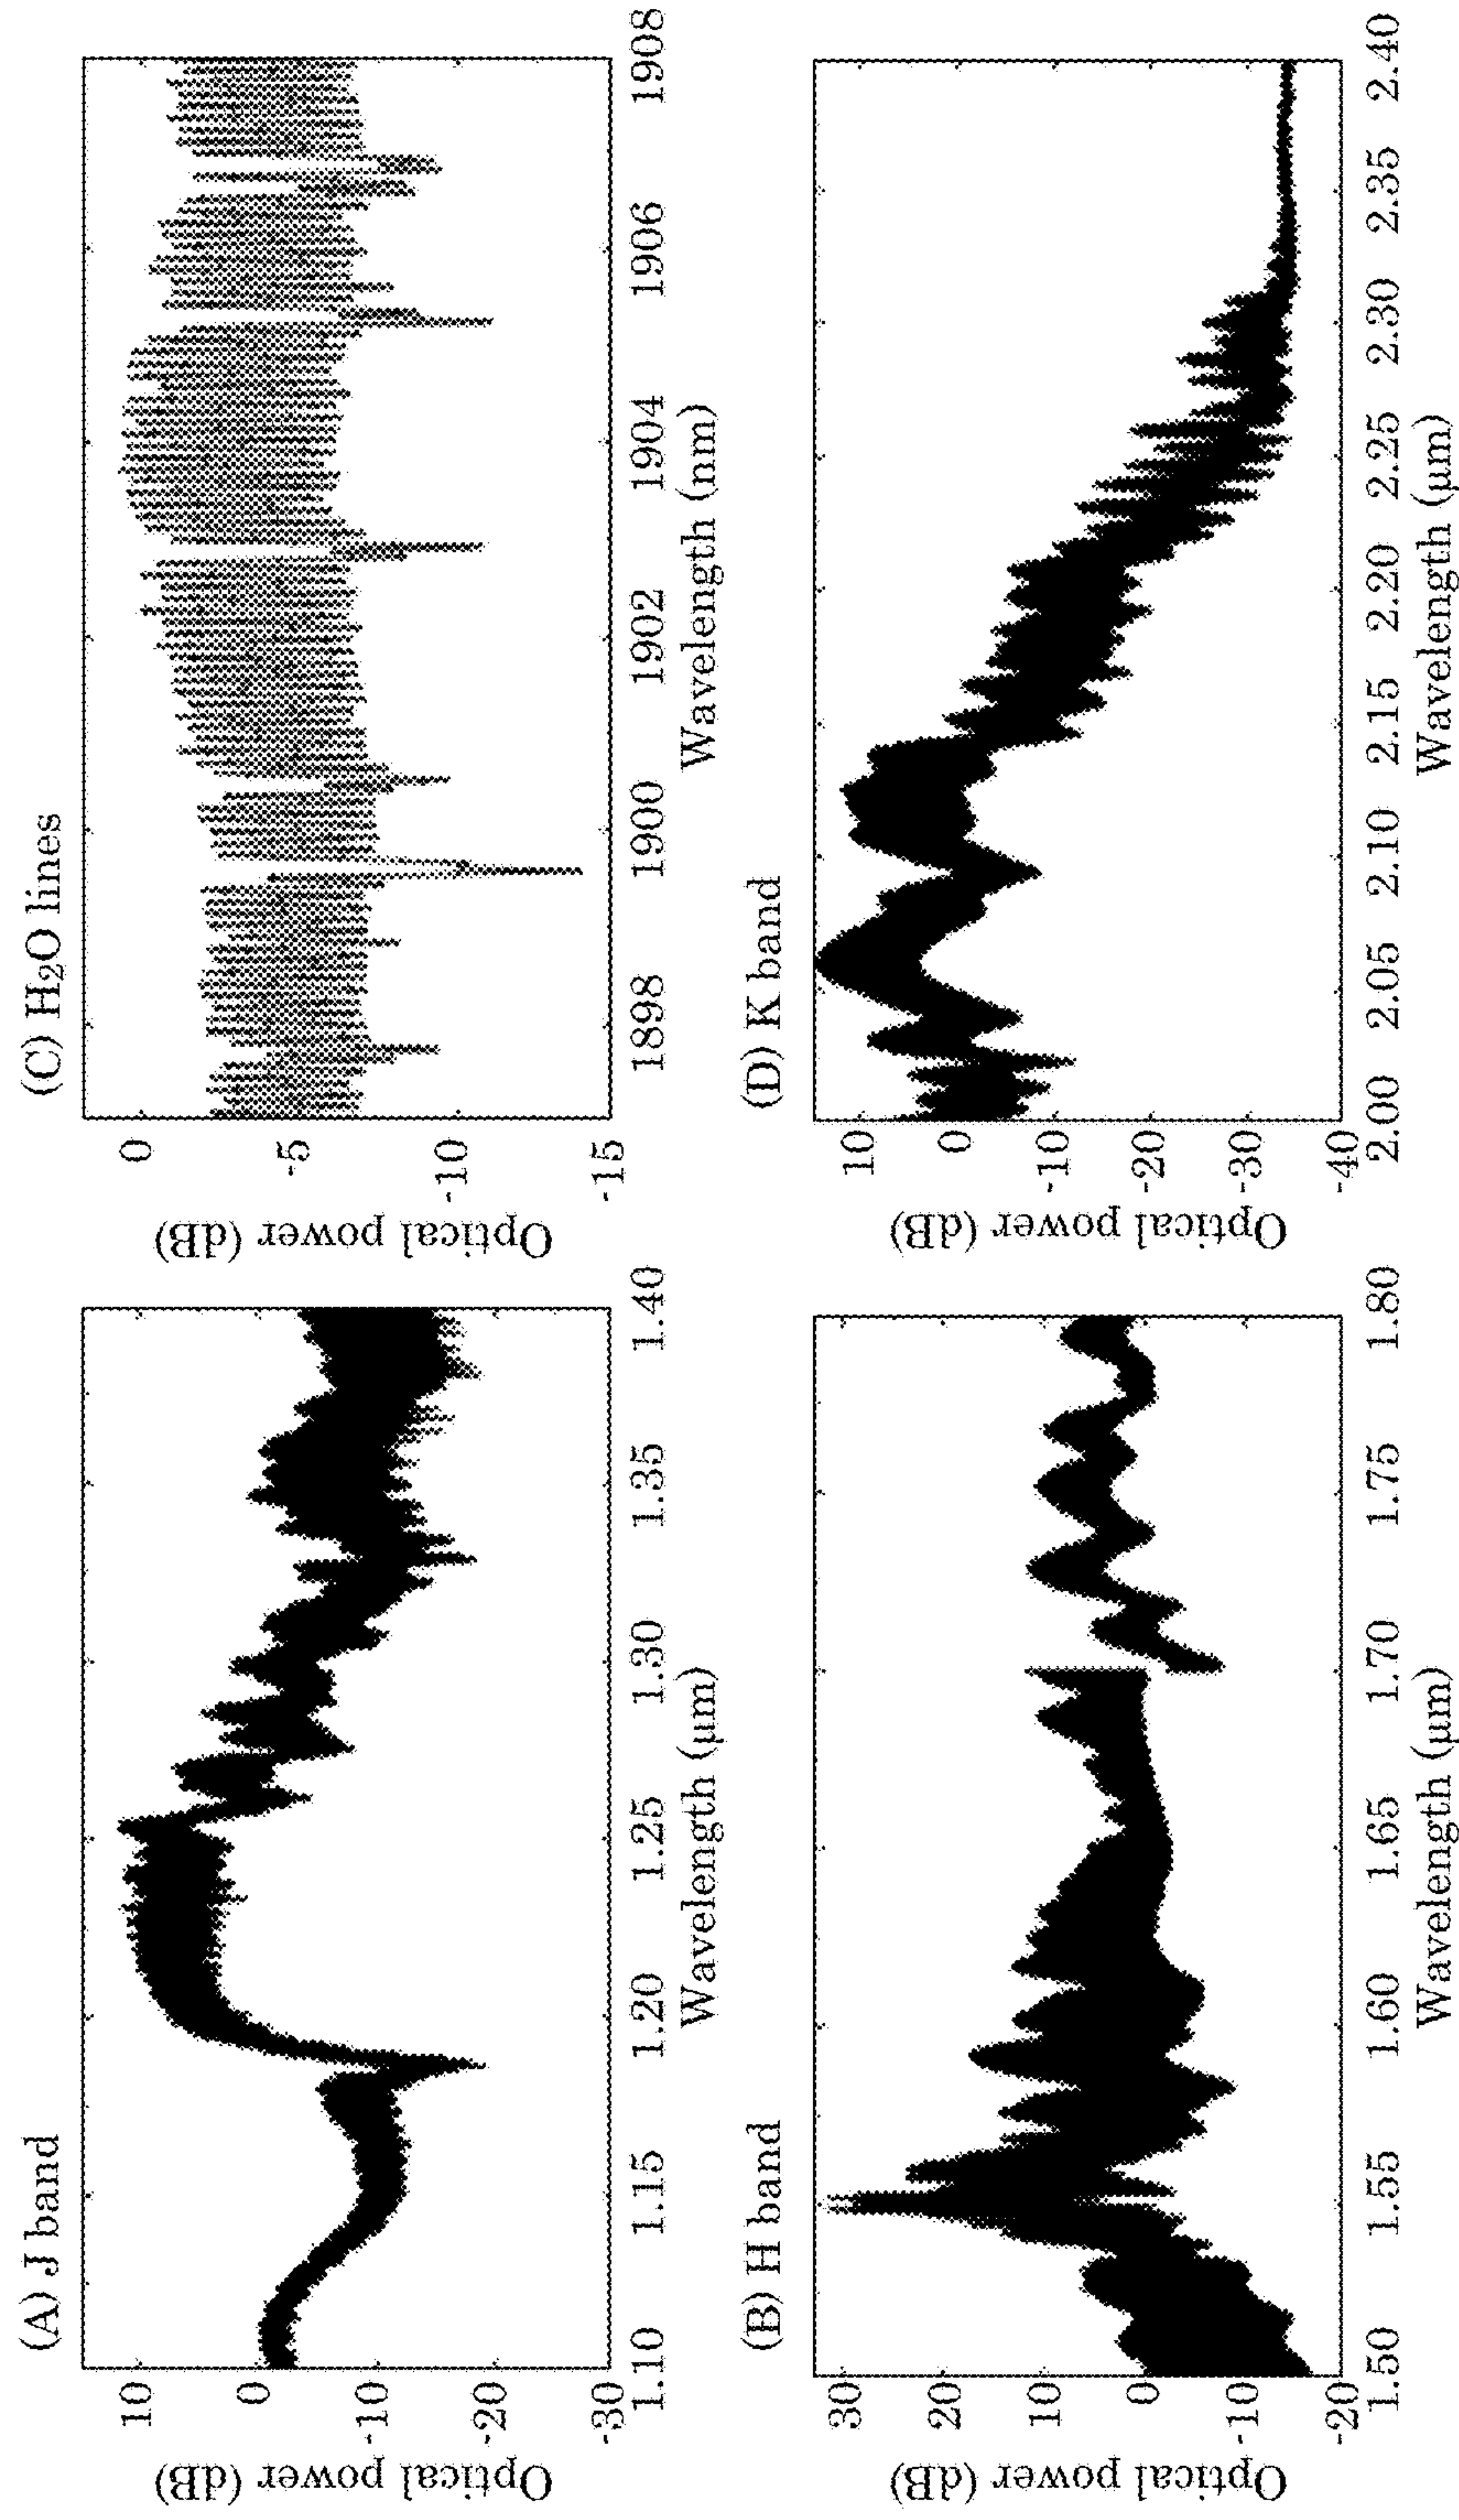 (A) J band
Optical power (dB)
10
0
-10
-20
-30
1.10 1.15 1.20 1.25 1.30 1.35 1.40
Wavelength (μm)
(C) H₂O lines
Optical power (dB)
0
-5
-10
-15
1898 1900 1902 1904 1906 1908
Wavelength (nm)
(B) H band
Optical power (dB)
30
20
10
0
-10
-20
1.50 1.55 1.60 1.65 1.70 1.75 1.80
Wavelength (μm)
(D) K band
Optical power (dB)
10
0
-10
-20
-30
-40
2.00 2.05 2.10 2.15 2.20 2.25 2.30 2.35 2.40
Wavelength (μm)